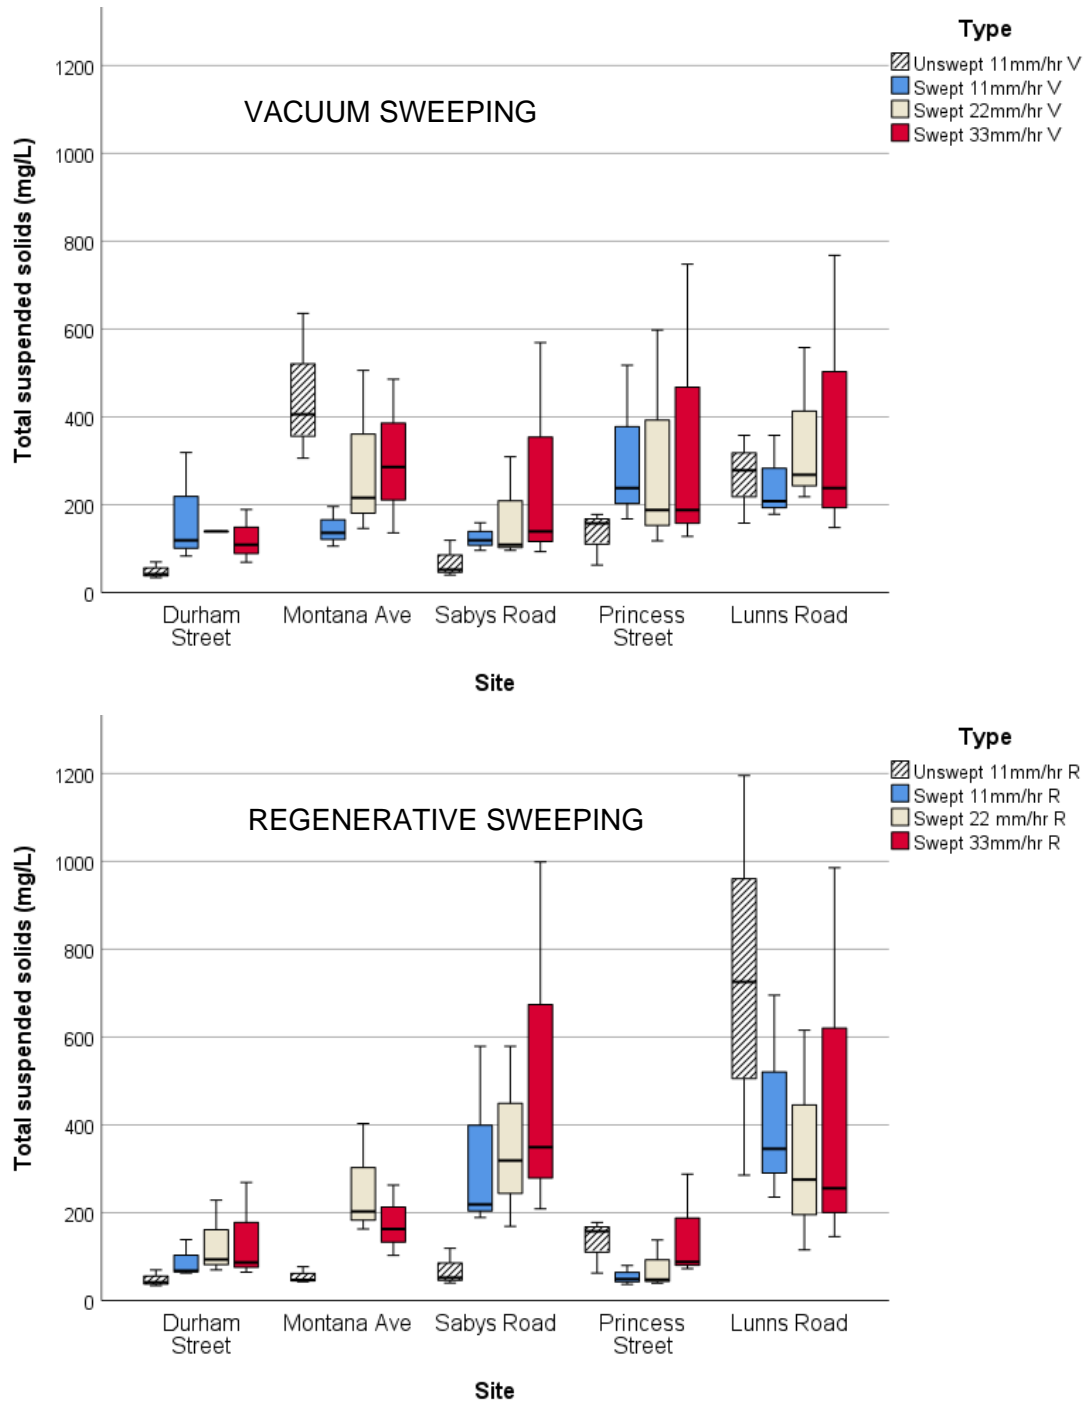 Type
Unswept 11mm/hr V
Swept 11mm/hr V
Swept 22mm/hr V
Swept 33mm/hr V
VACUUM SWEEPING
Total suspended solids (mg/L)
1200
1000
800
600
400
200
0
Durham Street
Montana Ave
Sabys Road
Princess Street
Lunns Road
Site
Type
Unswept 11mm/hr R
Swept 11mm/hr R
Swept 22 mm/hr R
Swept 33mm/hr R
REGENERATIVE SWEEPING
Total suspended solids (mg/L)
1200
1000
800
600
400
200
0
Durham Street
Montana Ave
Sabys Road
Princess Street
Lunns Road
Site